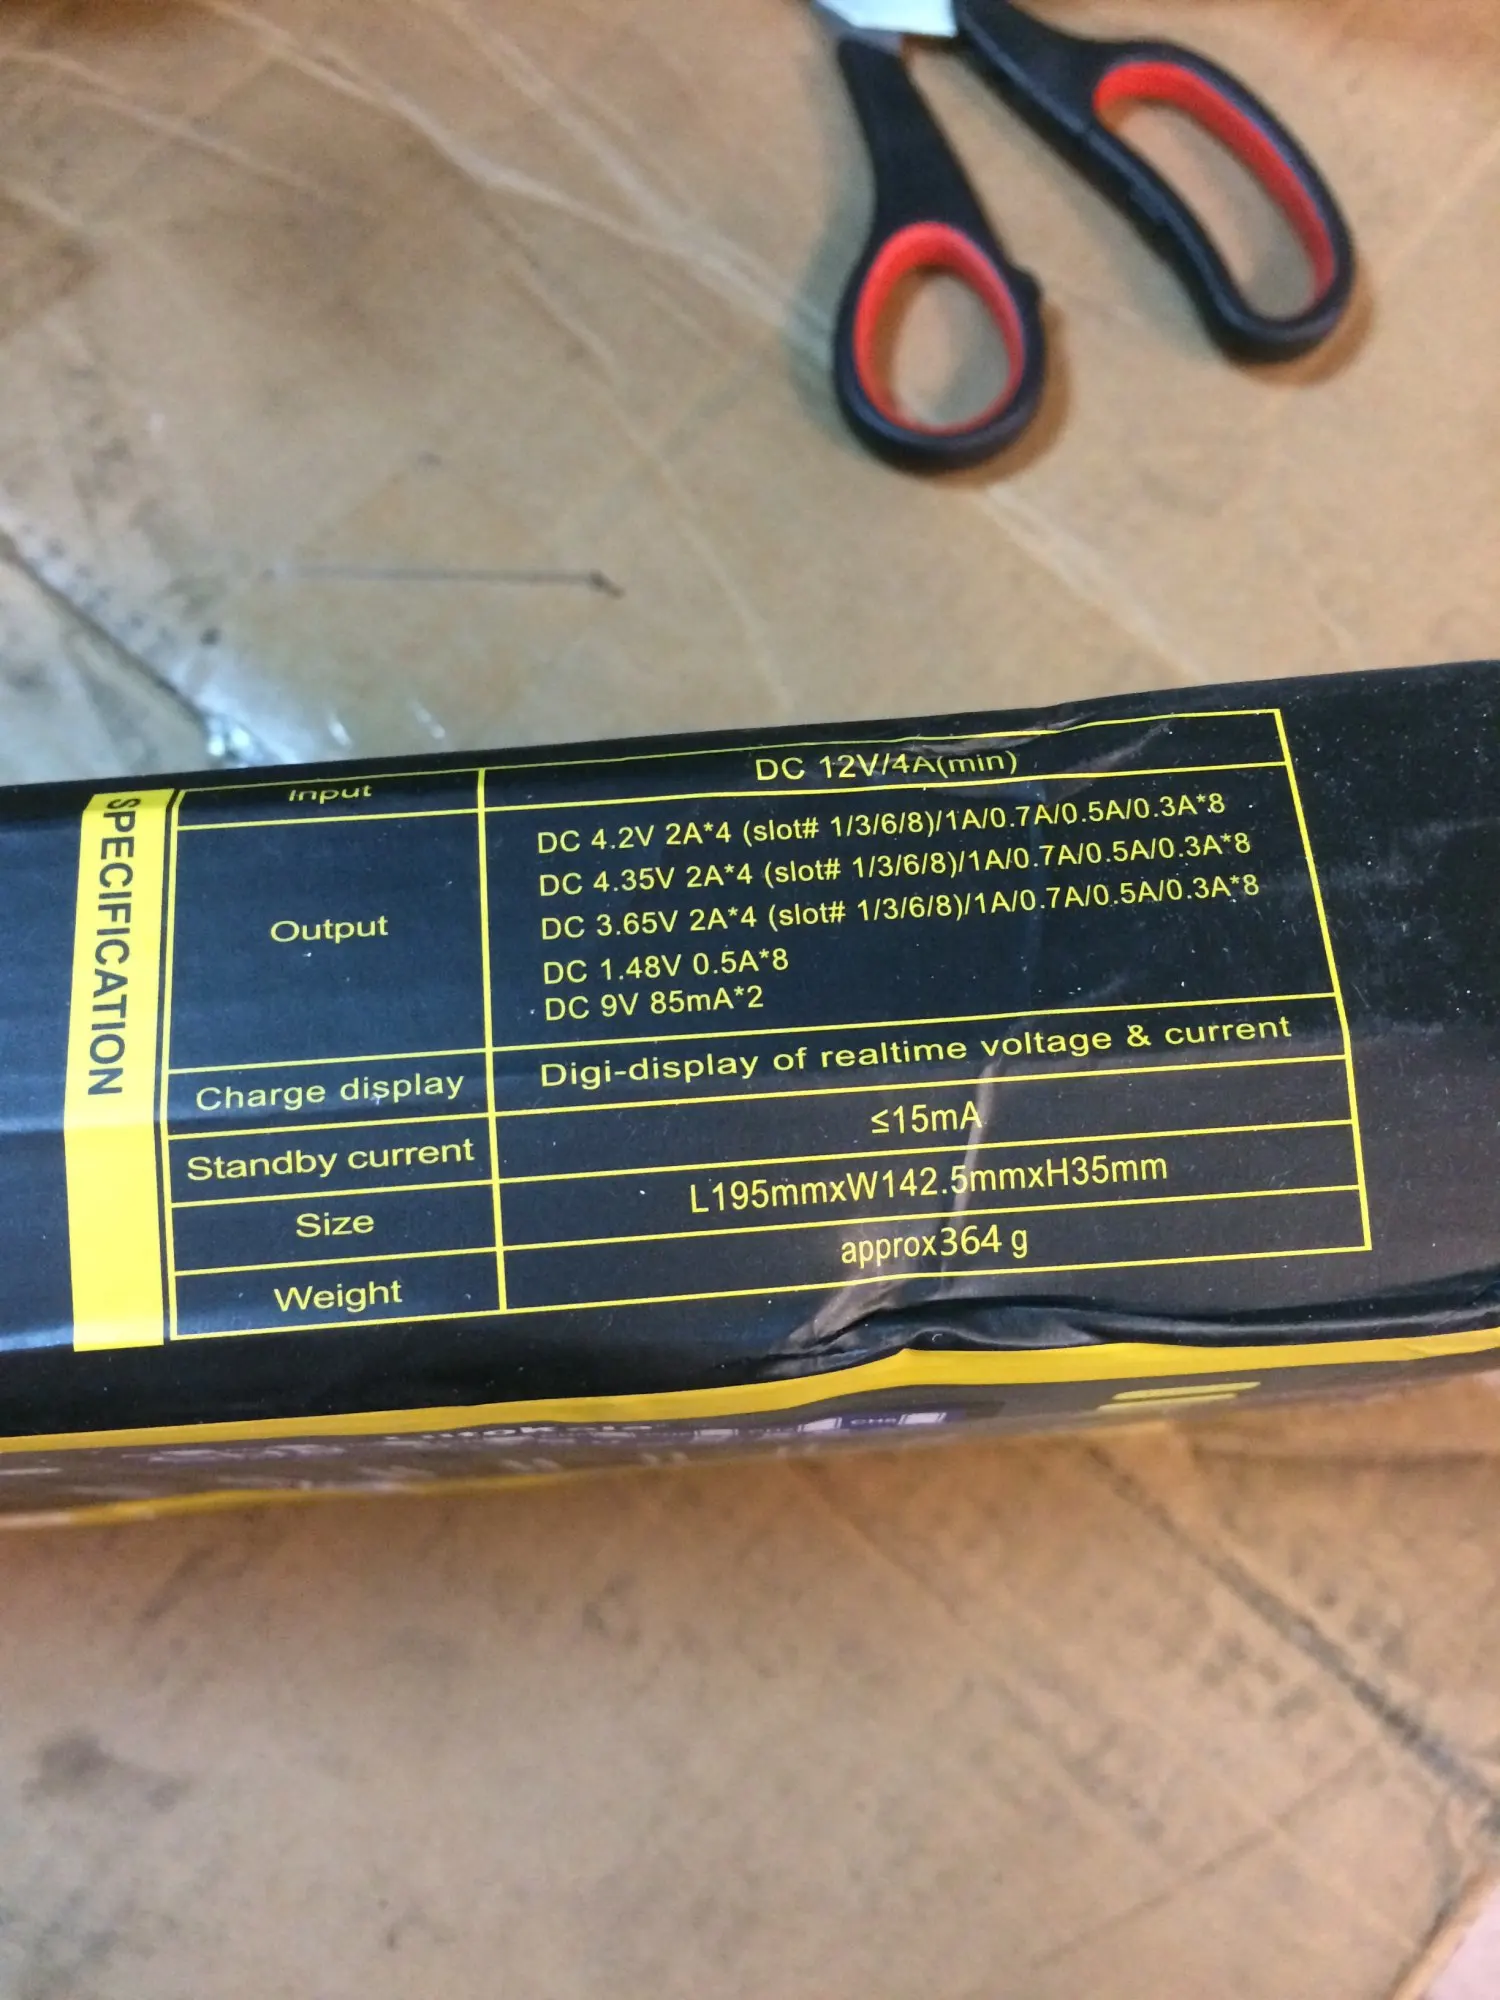 SPECIFICATION
Input
DC 12V/4A(min)
Output
DC 4.2V 2A*4 (slot# 1/3/6/8)/1A/0.7A/0.5A/0.3A*8
DC 4.35V 2A*4 (slot# 1/3/6/8)/1A/0.7A/0.5A/0.3A*8
DC 3.65V 2A*4 (slot# 1/3/6/8)/1A/0.7A/0.5A/0.3A*8
DC 1.48V 0.5A*8
DC 9V 85mA*2
Charge display
Digi-display of realtime voltage & current
Standby current
≤15mA
Size
L195mmxW142.5mmxH35mm
Weight
approx364 g